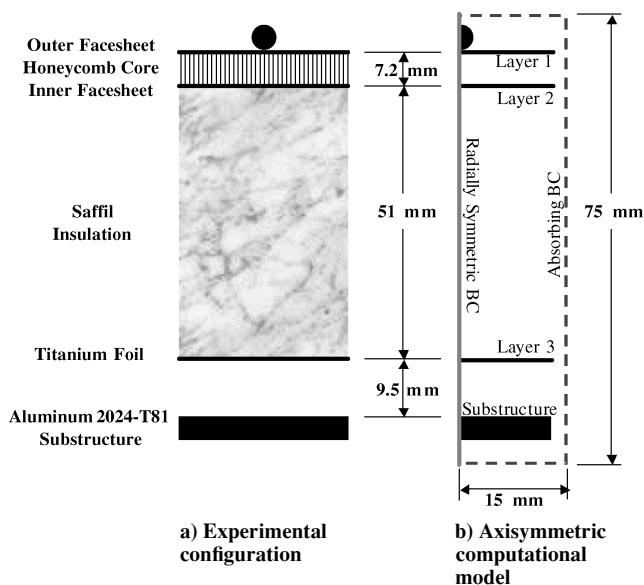 Outer Facesheet
Honeycomb Core
Inner Facesheet
7.2 mm
Layer 1
Layer 2
Saffil
Insulation
51 mm
Radially Symmetric BC
Absorbing BC
75 mm
Titanium Foil
Layer 3
9.5 mm
Aluminum 2024-T81
Substructure
Substructure
15 mm
a) Experimental
configuration
b) Axisymmetric
computational
model